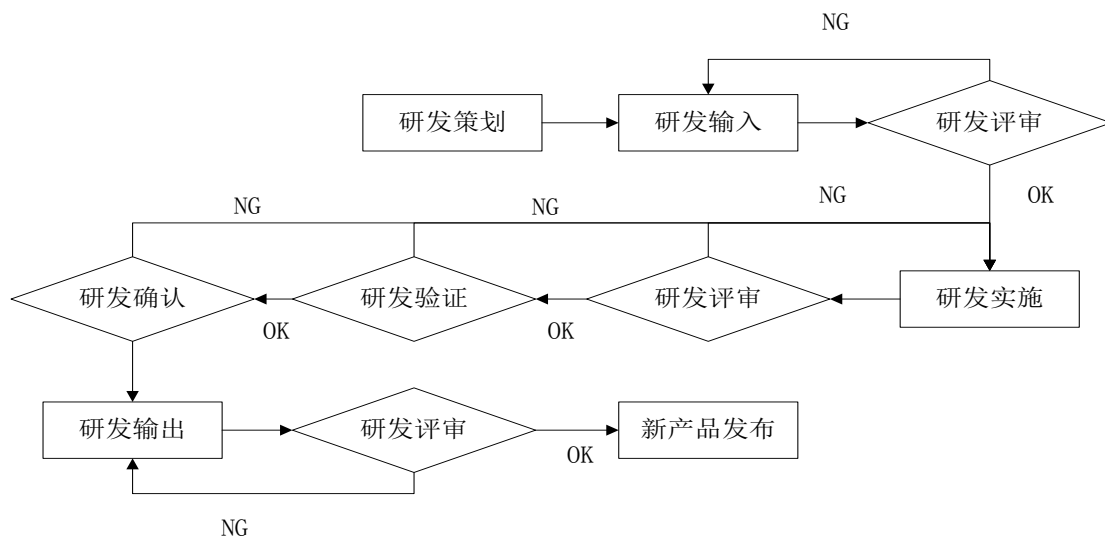 NG
研发策划
研发输入
研发评审
OK
NG
NG
NG
研发确认
研发验证
研发评审
研发实施
OK
OK
研发输出
研发评审
新产品发布
OK
NG